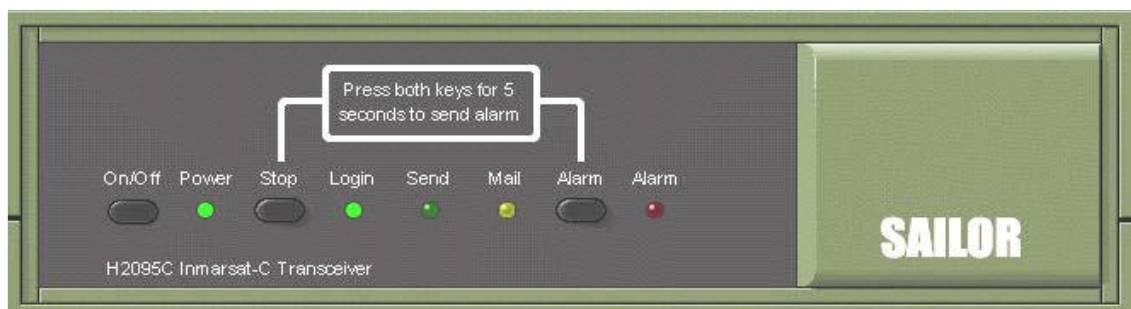 Press both keys for 5
seconds to send alarm
On/Off Power Stop Login Send Mail Alarm Alarm
H2095C Inmarsat-C Transceiver
SAILOR